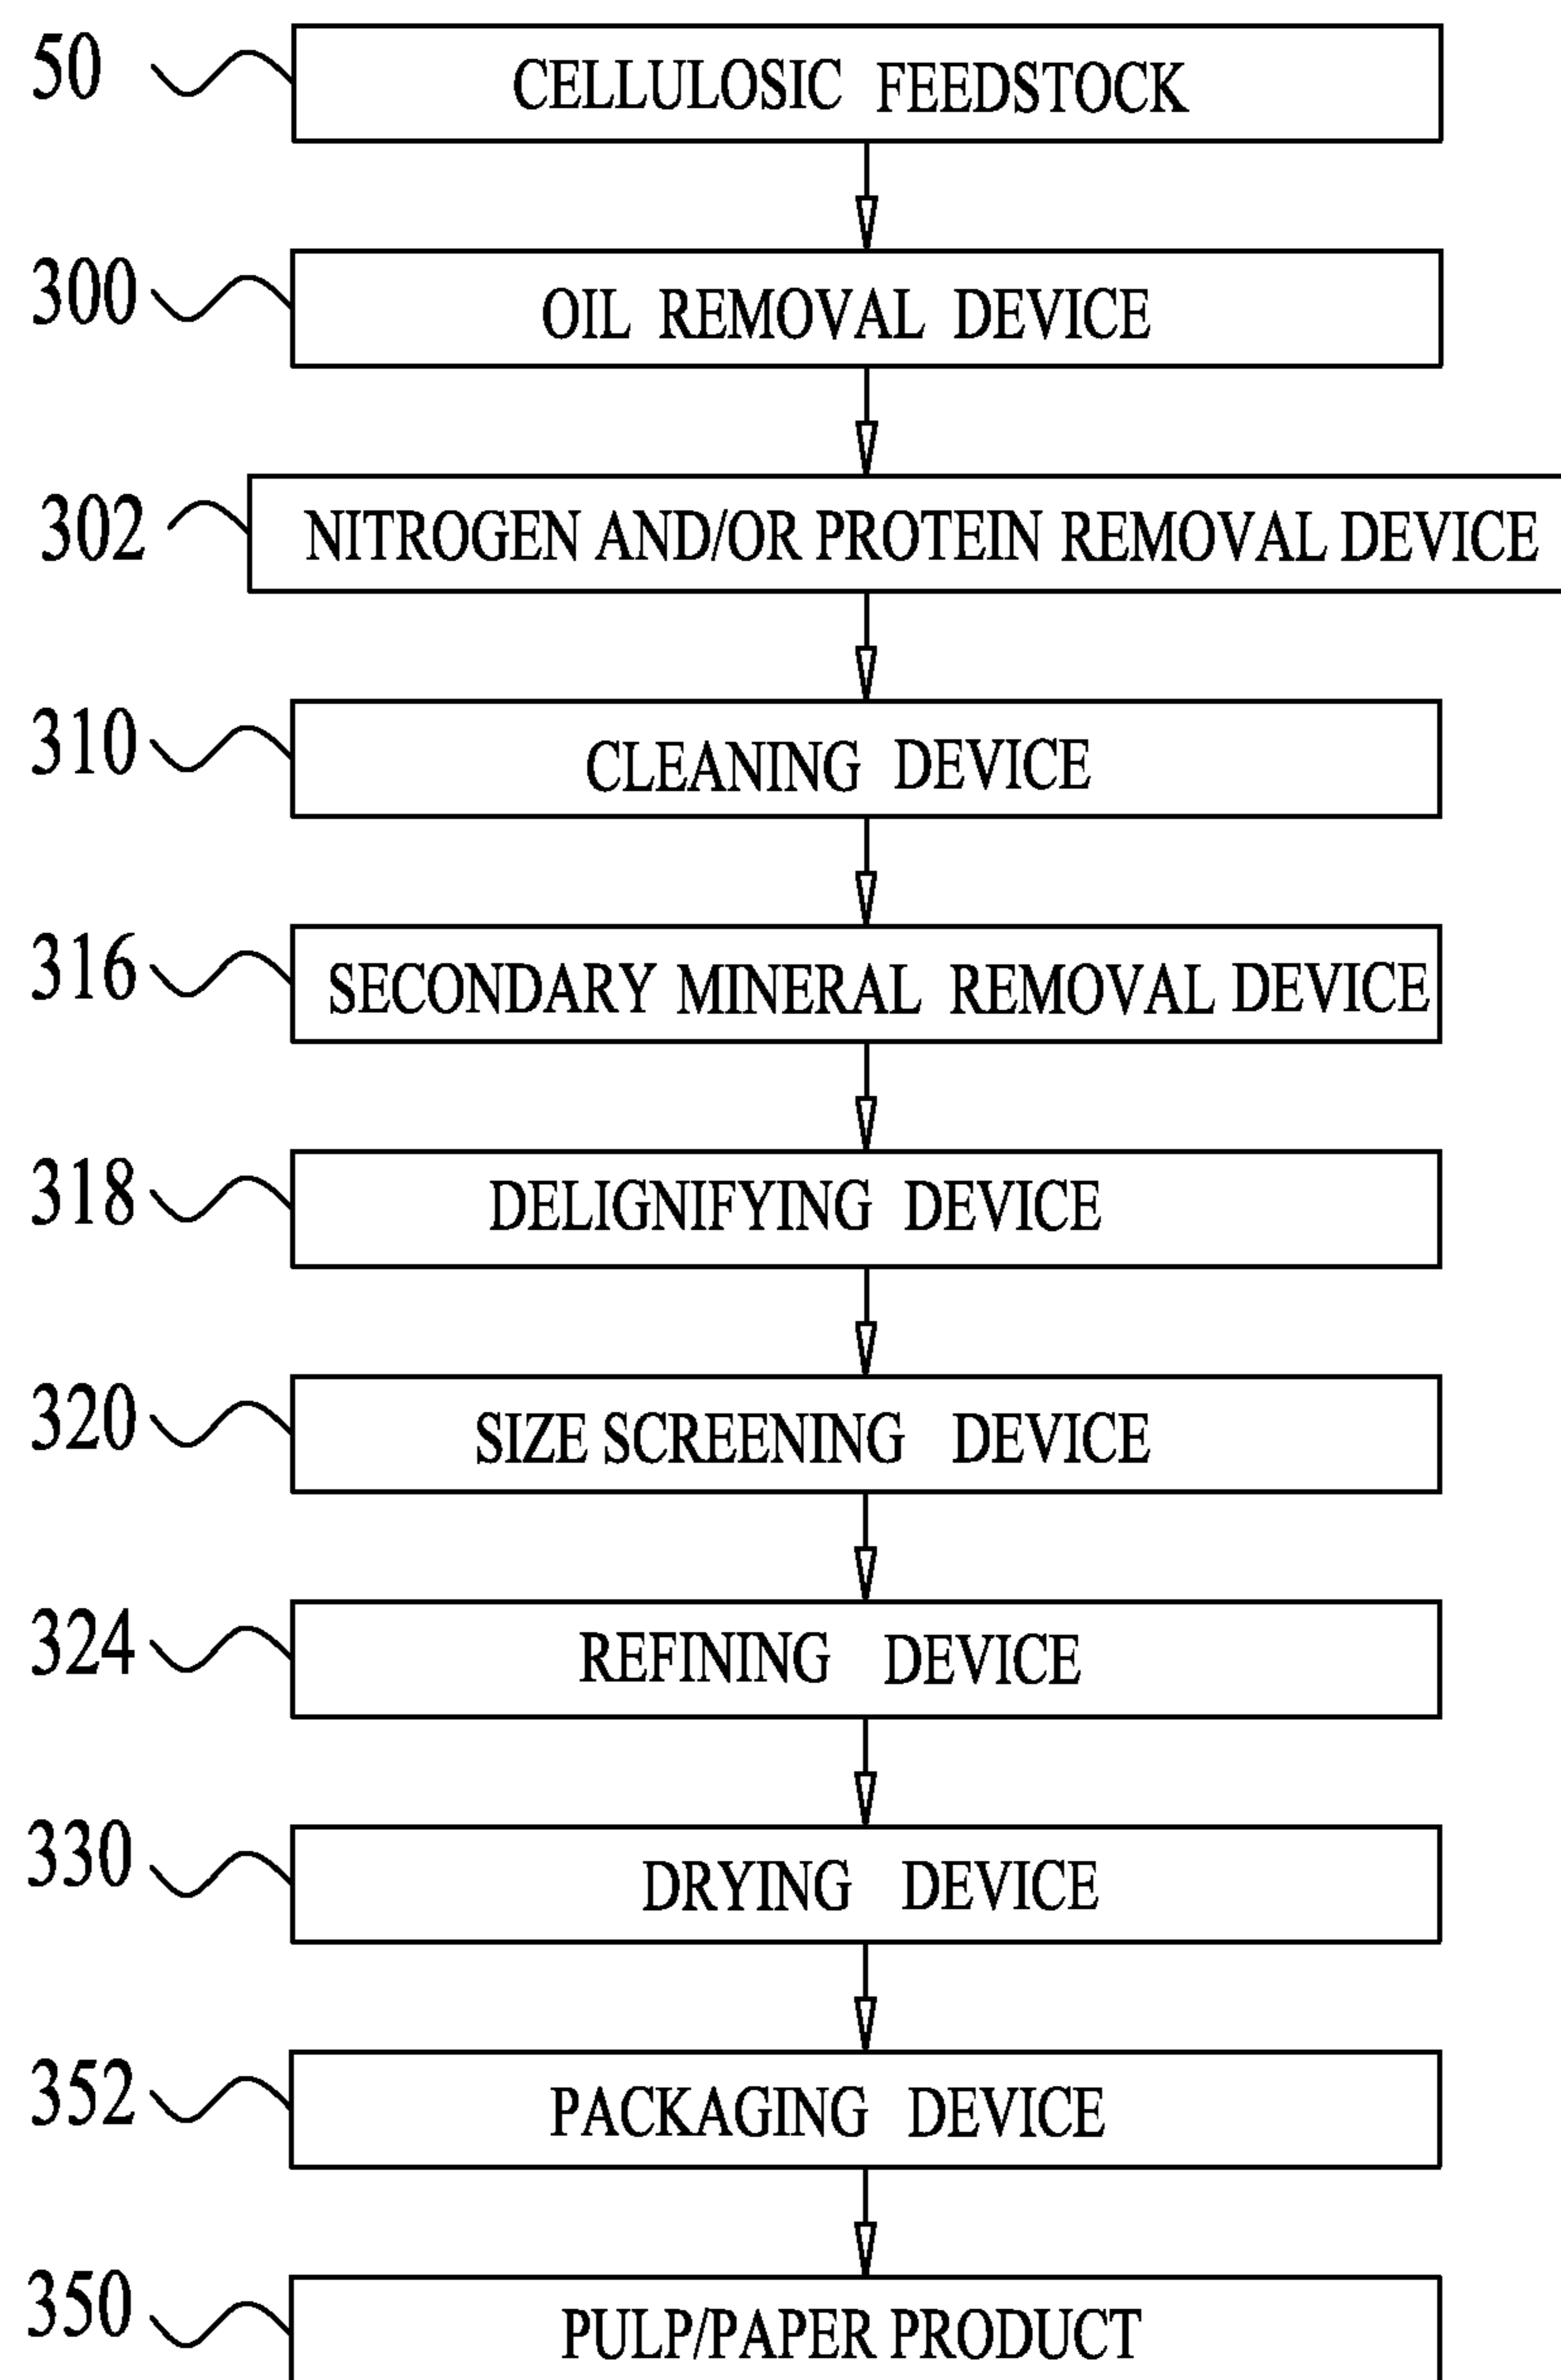 50 CELLULOSIC FEEDSTOCK
300 OIL REMOVAL DEVICE
302 NITROGEN AND/OR PROTEIN REMOVAL DEVICE
310 CLEANING DEVICE
316 SECONDARY MINERAL REMOVAL DEVICE
318 DELIGNIFYING DEVICE
320 SIZE SCREENING DEVICE
324 REFINING DEVICE
330 DRYING DEVICE
352 PACKAGING DEVICE
350 PULP/PAPER PRODUCT